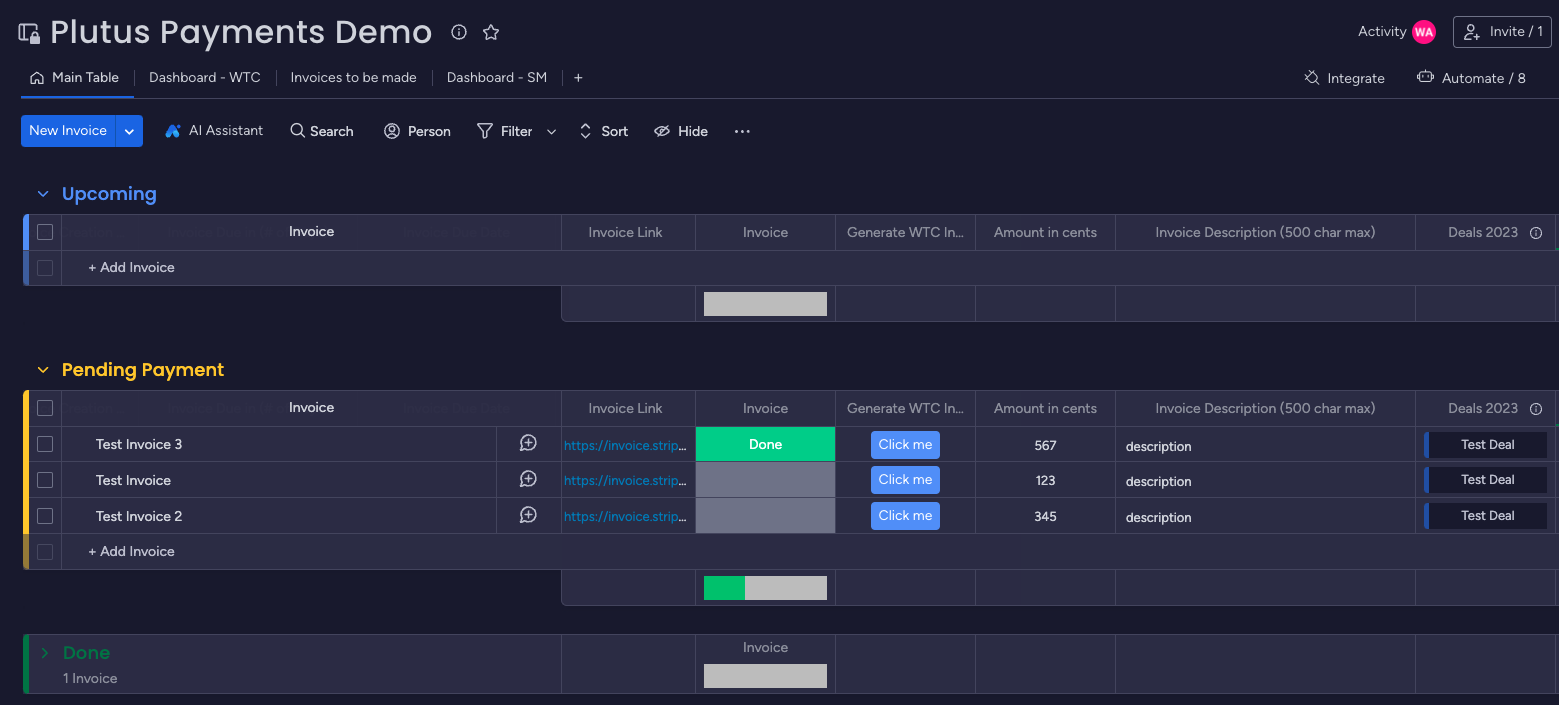 Plutus Payments Demo
Activity WA Invite / 1
Main Table Dashboard - WTC Invoices to be made Dashboard - SM +
Integrate Automate / 8
New Invoice AI Assistant Search Person Filter Sort Hide ...
Upcoming
Invoice Invoice Link Invoice Generate WTC In... Amount in cents Invoice Description (500 char max) Deals 2023
+ Add Invoice
Pending Payment
Invoice Invoice Link Invoice Generate WTC In... Amount in cents Invoice Description (500 char max) Deals 2023
Test Invoice 3 https://invoice.strip... Done Click me 567 description Test Deal
Test Invoice https://invoice.strip... Click me 123 description Test Deal
Test Invoice 2 https://invoice.strip... Click me 345 description Test Deal
+ Add Invoice
Done Invoice
1 Invoice